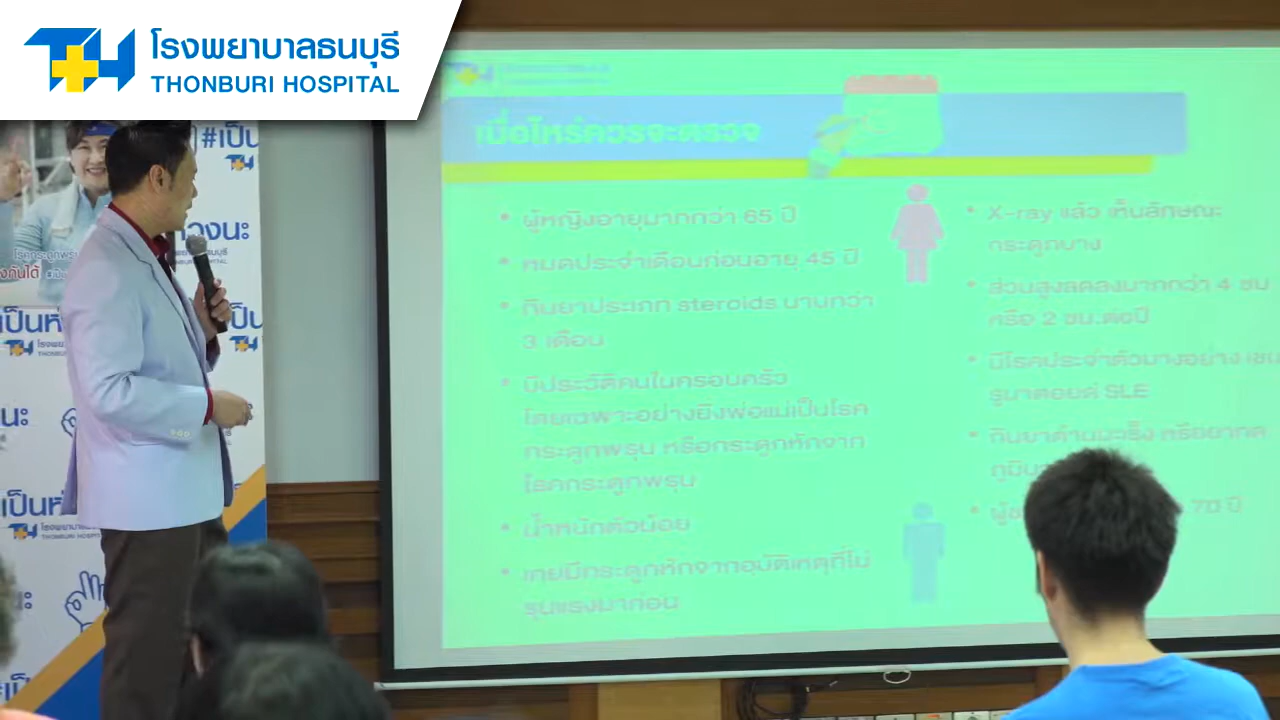 โรงพยาบาลธนบุรี
THONBURI HOSPITAL
#เป็น
TH
โรคกระดูกพรุน
เมื่อไหร่ควรจะตรวจ
• ผู้หญิงอายุมากกว่า 65 ปี
• หมดประจำเดือนก่อนอายุ 45 ปี
• กินยาประเภท steroids นานกว่า
3 เดือน
• มีประวัติคนในครอบครัว
โดยเฉพาะอย่างยิ่งพ่อแม่เป็นโรค
กระดูกพรุน หรือกระดูกหักจาก
โรคกระดูกพรุน
• น้ำหนักตัวน้อย
• เคยมีกระดูกหักจากอุบัติเหตุที่ไม่
รุนแรงมาก่อน
• X-ray แล้ว เห็นลักษณะ
กระดูกบาง
• ส่วนสูงลดลงมากกว่า 4 ซม
หรือ 2 ซม.ต่อปี
• มีโรคประจำตัวบางอย่าง เช่น
รูมาตอยด์ SLE
• กินยาต้านมะเร็ง หรือยากด
70 ปี